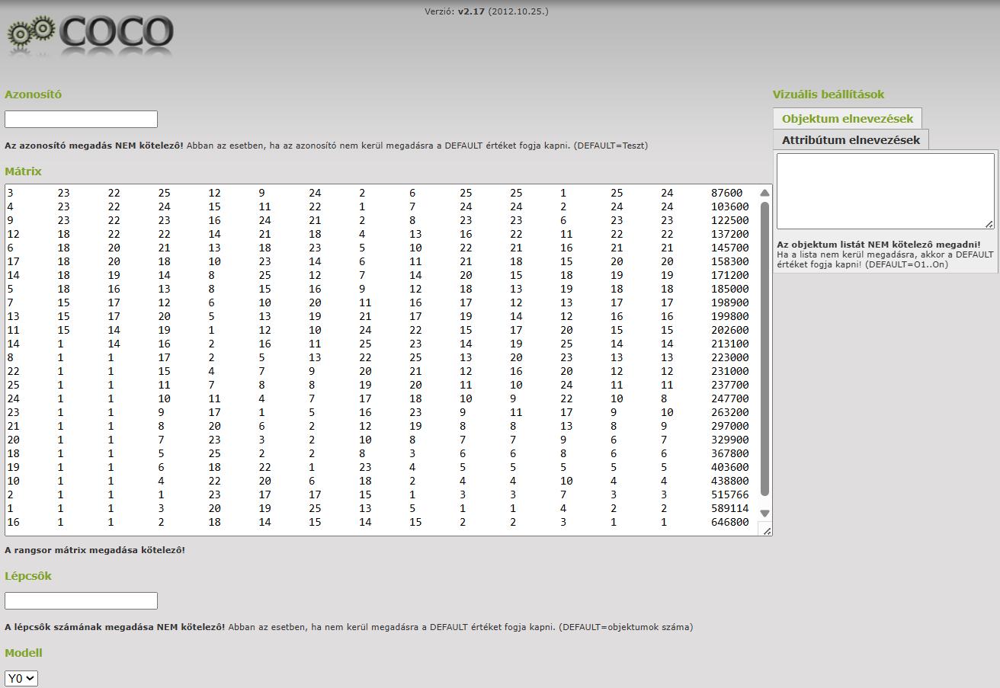 Verzió: v2.17 (2012.10.25.)
COCO
Azonosító
Az azonosító megadás NEM kötelező! Abban az esetben, ha az azonosító nem kerül megadásra a DEFAULT értéket fogja kapni. (DEFAULT=Teszt)
Mátrix
3 23 22 25 12 9 24 2 6 25 25 1 25 24 87600
4 23 22 24 15 11 22 1 7 24 24 2 24 24 103600
9 23 22 23 16 24 21 2 8 23 23 6 23 23 122500
12 18 22 22 14 21 18 4 13 16 22 11 22 22 137200
6 18 20 21 13 18 23 5 10 22 21 16 21 21 145700
17 18 20 18 10 23 14 6 11 21 18 15 20 20 158300
14 18 19 14 8 25 12 7 14 20 15 18 19 19 171200
5 18 16 13 8 15 16 9 12 18 13 19 18 18 185000
7 15 17 12 6 10 20 11 16 17 12 13 17 17 198900
13 15 17 20 5 13 19 21 17 19 14 12 16 16 199800
11 15 14 19 1 12 10 24 22 15 17 20 15 15 202600
14 1 14 16 2 16 11 25 23 14 19 25 14 14 213100
8 1 1 17 2 5 13 22 25 13 20 23 13 13 223000
22 1 1 15 4 7 9 20 21 12 16 20 12 12 231000
25 1 1 11 7 8 8 19 20 11 10 24 11 11 237700
24 1 1 10 11 4 7 17 18 10 9 22 10 8 247700
23 1 1 9 17 1 5 16 23 9 11 17 9 10 263200
21 1 1 8 20 6 2 12 19 8 8 13 8 9 297000
20 1 1 7 23 3 2 10 8 7 7 9 6 7 329900
18 1 1 5 25 2 2 8 3 6 6 8 6 6 367800
19 1 1 6 18 22 1 23 4 5 5 5 5 5 403600
10 1 1 4 22 20 6 18 2 4 4 10 4 4 438800
2 1 1 1 23 17 17 15 1 3 3 7 3 3 515766
1 1 1 3 20 19 25 13 5 1 1 4 2 2 589114
16 1 1 2 18 14 15 14 15 2 2 3 1 1 646800
A rangsor mátrix megadása kötelezô!
Lépcsôk
A lépcsôk számának megadása NEM kötelezô! Abban az esetben, ha nem kerül megadásra a DEFAULT értéket fogja kapni. (DEFAULT=objektumok száma)
Modell
Y0
Vizuális beállítások
Objektum elnevezések
Attribútum elnevezések
Az objektum listát NEM kötelezô megadni!
Ha a lista nem kerül megadásra, akkor a DEFAULT
értéket fogja kapni! (DEFAULT=O1..On)